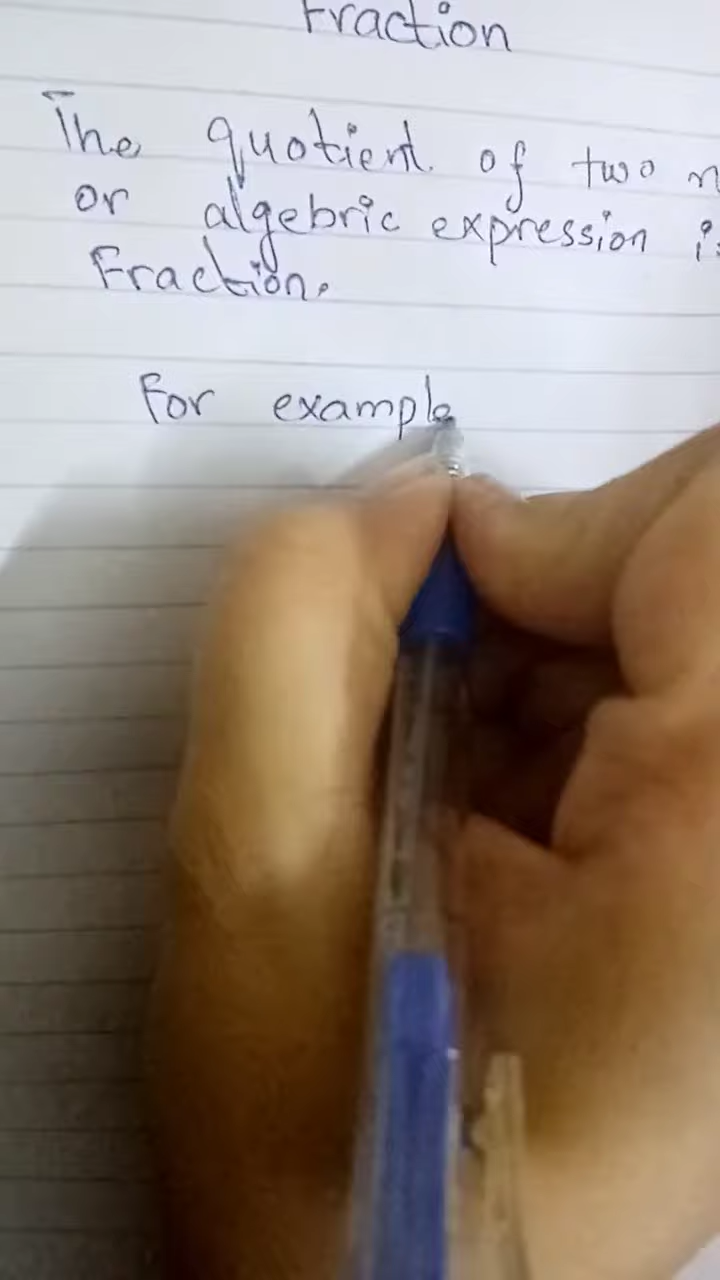 Fraction
The quotient of two
or algebric expression
Fraction.
For example